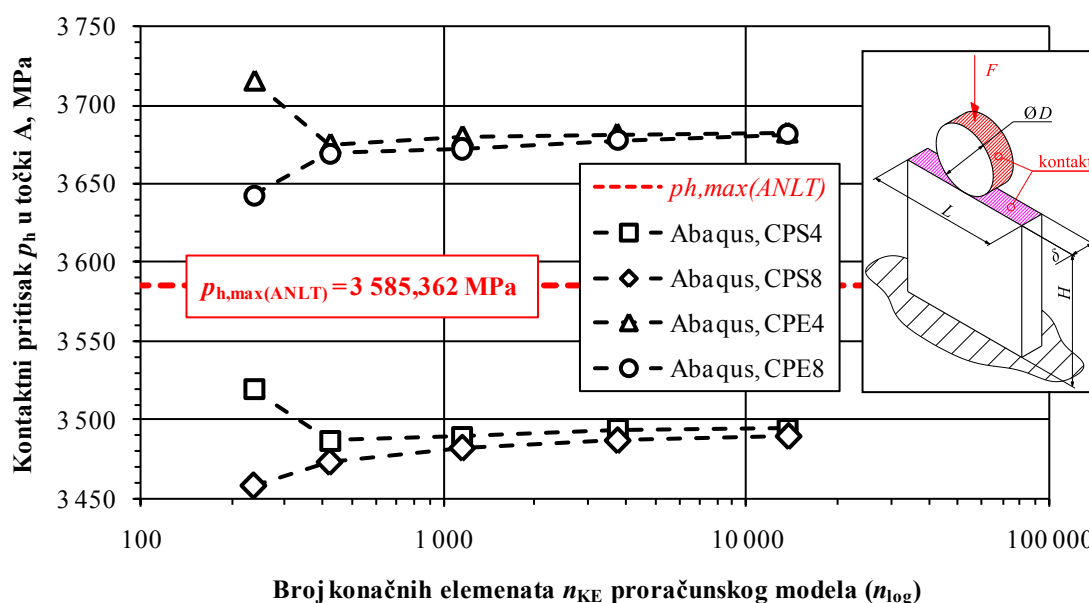 Kontaktni pritisak ph u točki A, MPa
3 750
3 700
3 650
3 600
3 550
3 500
3 450
100
1 000
10 000
100 000
Broj konačnih elemenata nKE proračunskog modela (nlog)
ph,max(ANLT) = 3 585,362 MPa
ph,max(ANLT)
Abaqus, CPS4
Abaqus, CPS8
Abaqus, CPE4
Abaqus, CPE8
F
ØD
kontakt
L
δ
H